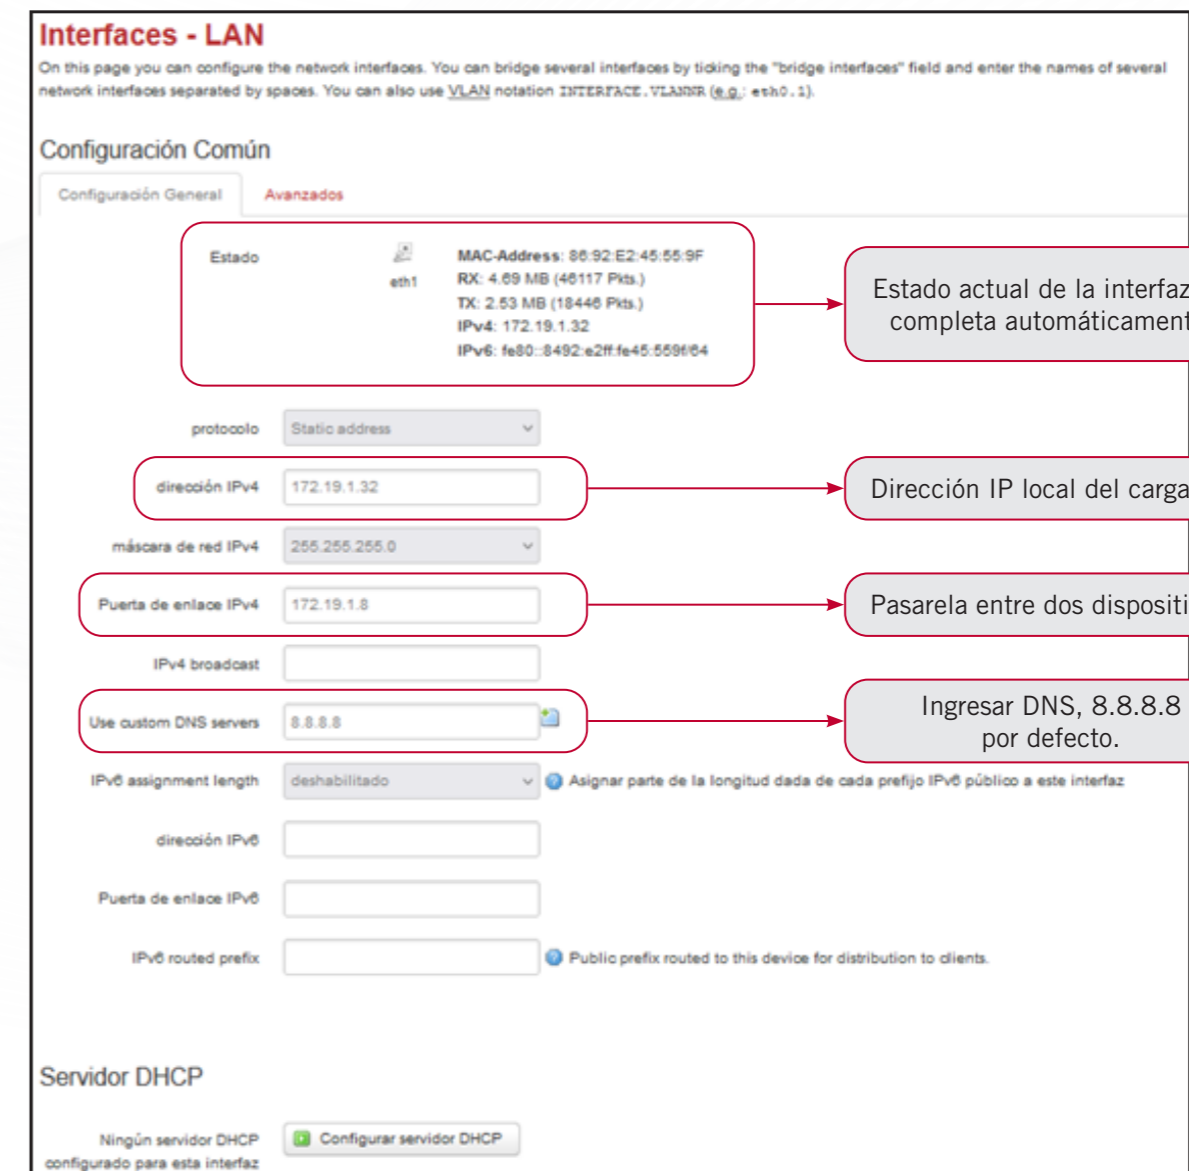 Interfaces - LAN
On this page you can configure the network interfaces. You can bridge several interfaces by ticking the "bridge interfaces" field and enter the names of several
network interfaces separated by spaces. You can also use VLAN notation INTERFACE.VLANNR (e.g.: eth0.1).
Configuración Común
Configuración General Avanzados
Estado
eth1
MAC-Address: 86:92:E2:45:55:9F
RX: 4.69 MB (46117 Pkts.)
TX: 2.53 MB (18446 Pkts.)
IPv4: 172.19.1.32
IPv6: fe80::8492:e2ff:fe45:559f/64
Estado actual de la interfaz
completa automáticament
protocolo Static address
dirección IPv4 172.19.1.32
Dirección IP local del carga
máscara de red IPv4 255.255.255.0
Puerta de enlace IPv4 172.19.1.8
Pasarela entre dos dispositi
IPv4 broadcast
Use custom DNS servers 8.8.8.8
Ingresar DNS, 8.8.8.8
por defecto.
IPv6 assignment length deshabilitado Asignar parte de la longitud dada de cada prefijo IPv6 público a este interfaz
dirección IPv6
Puerta de enlace IPv6
IPv6 routed prefix Public prefix routed to this device for distribution to clients.
Servidor DHCP
Ningún servidor DHCP
configurado para esta interfaz
Configurar servidor DHCP